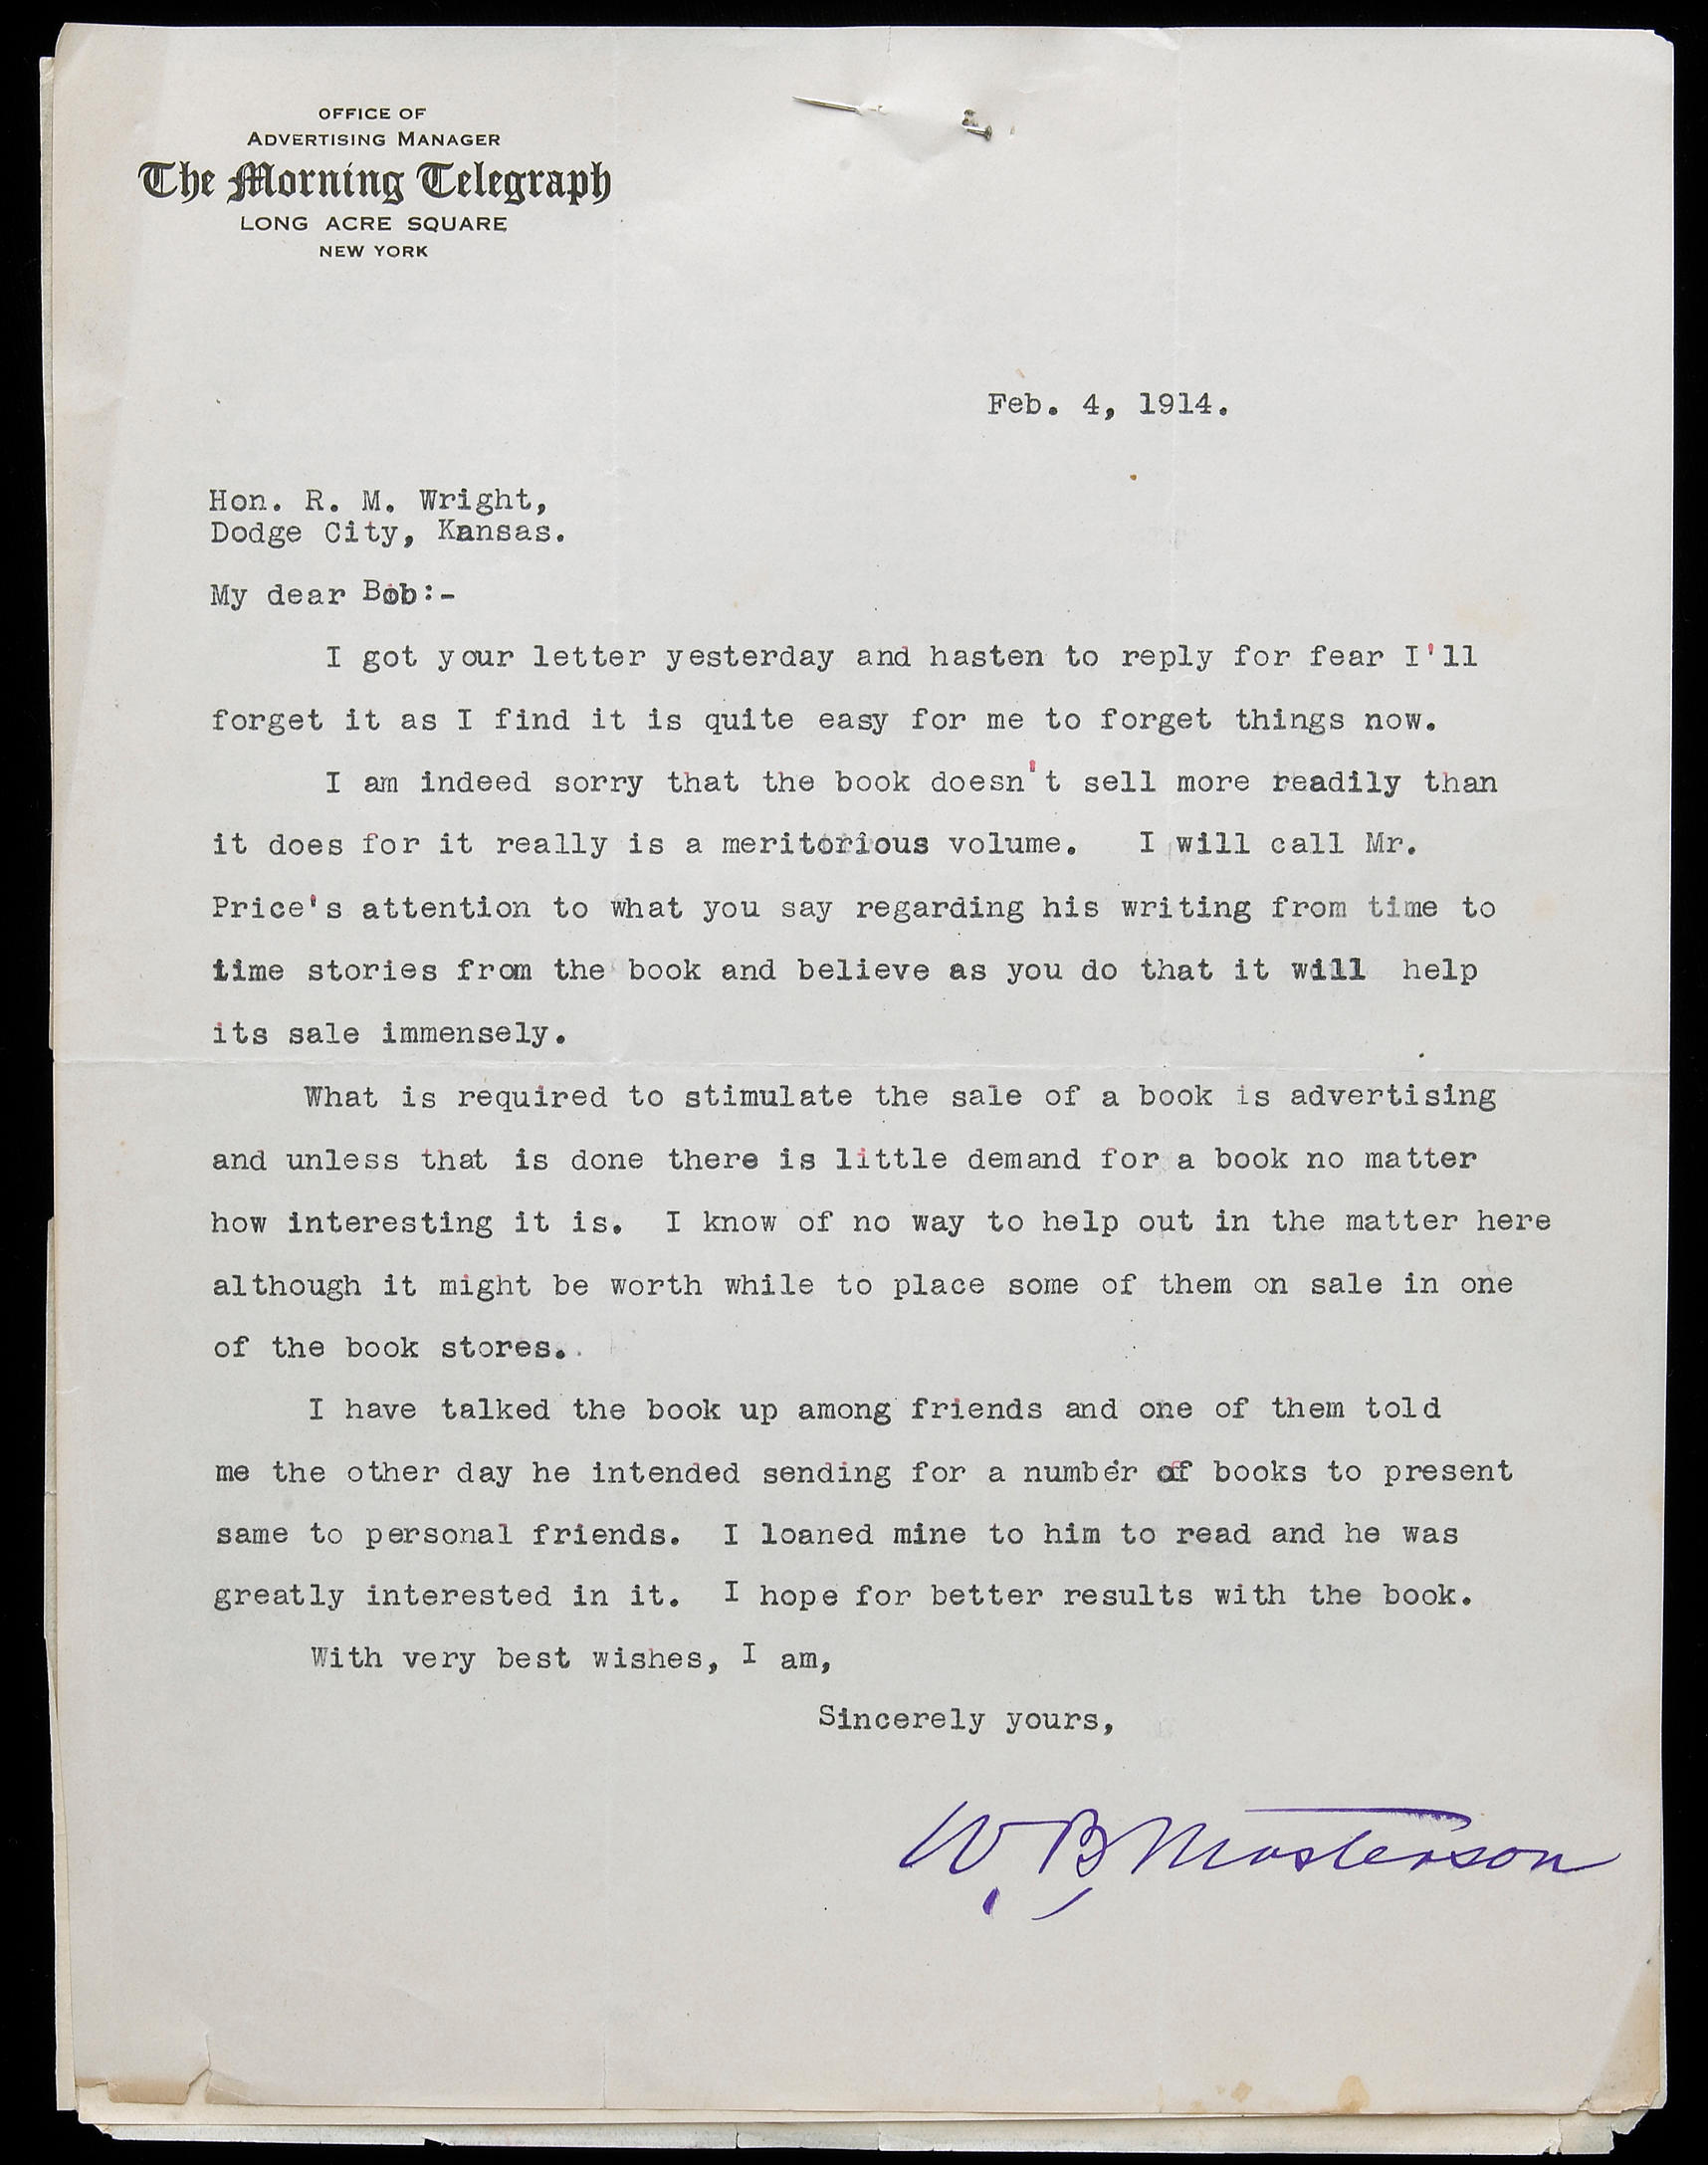 OFFICE OF
ADVERTISING MANAGER
The Morning Telegraph
LONG ACRE SQUARE
NEW YORK
Feb. 4, 1914.
Hon. R. M. Wright,
Dodge City, Kansas.
My dear Bob:-
I got your letter yesterday and hasten to reply for fear I'll
forget it as I find it is quite easy for me to forget things now.
I am indeed sorry that the book doesn't sell more readily than
it does for it really is a meritorious volume. I will call Mr.
Price's attention to what you say regarding his writing from time to
time stories from the book and believe as you do that it will help
its sale immensely.
What is required to stimulate the sale of a book is advertising
and unless that is done there is little demand for a book no matter
how interesting it is. I know of no way to help out in the matter here
although it might be worth while to place some of them on sale in one
of the book stores..
I have talked the book up among friends and one of them told
me the other day he intended sending for a number of books to present
same to personal friends. I loaned mine to him to read and he was
greatly interested in it. I hope for better results with the book.
With very best wishes, I am,
Sincerely yours,
W. B. Masterson